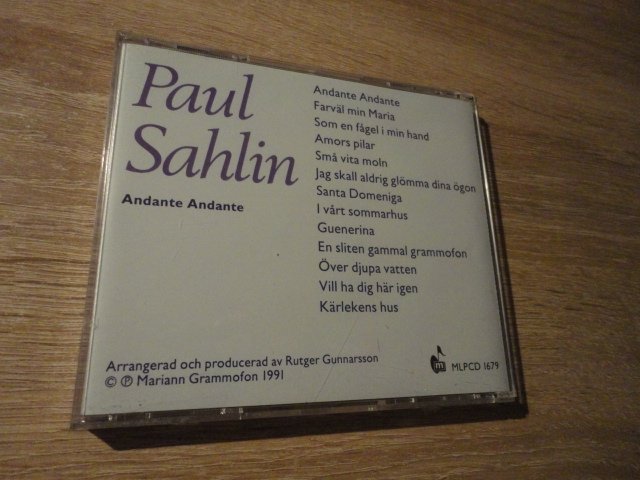 Paul
Sahlin
Andante Andante
Andante Andante
Farväl min Maria
Som en fågel i min hand
Amors pilar
Små vita moln
Jag skall aldrig glömma dina ögon
Santa Domeniga
I vårt sommarhus
Guenerina
En sliten gammal grammofon
Över djupa vatten
Vill ha dig här igen
Kärlekens hus
Arrangerad och producerad av Rutger Gunnarsson
© ℗ Mariann Grammofon 1991
m
MLPCD 1679